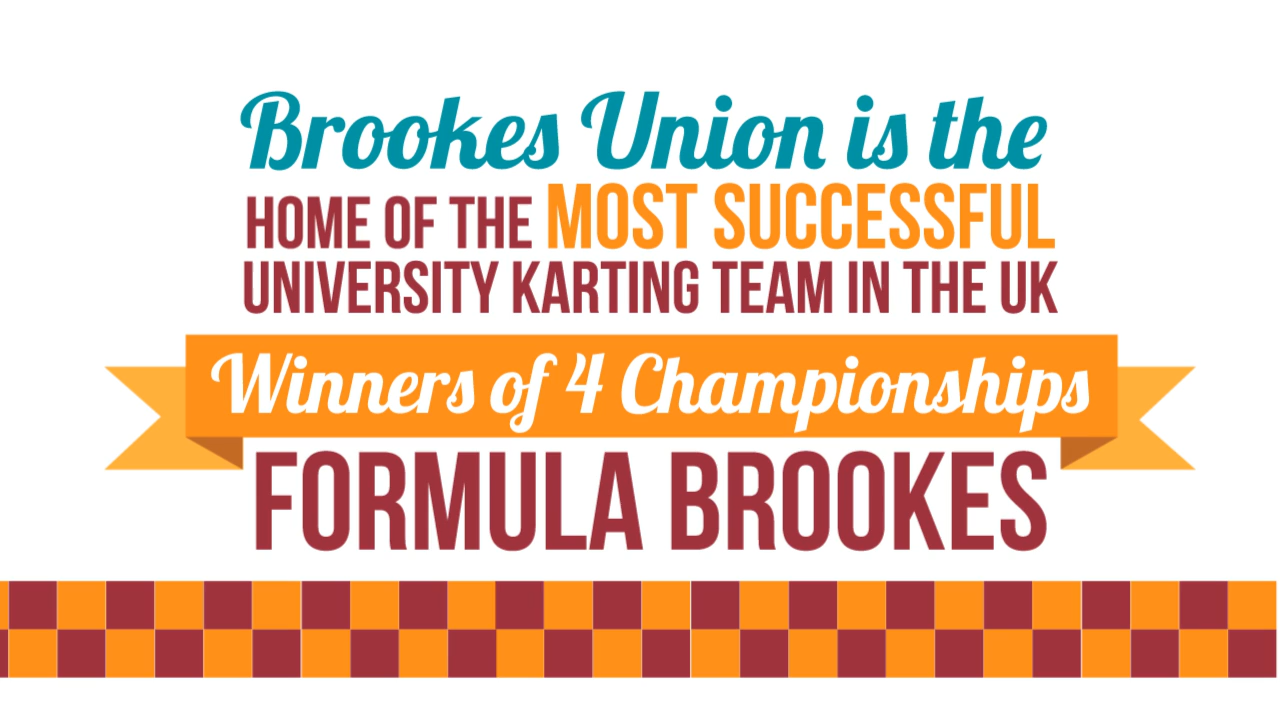 Brookes Union is the
HOME OF THE MOST SUCCESSFUL
UNIVERSITY KARTING TEAM IN THE UK
Winners of 4 Championships
FORMULA BROOKES